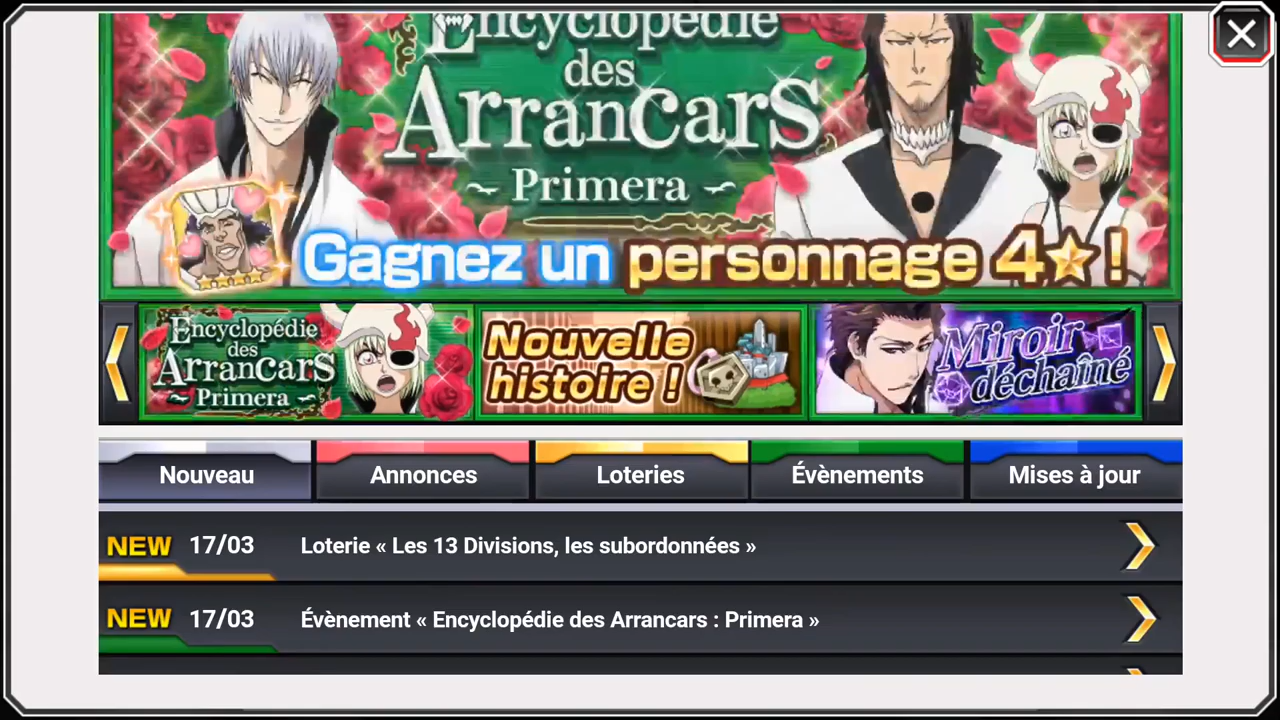 Encyclopédie
des
Arrancars
~ Primera ~
Gagnez un personnage 4★ !
Encyclopédie
des
Arrancars
~ Primera ~
Nouvelle
histoire !
Miroir
déchaîné
Nouveau
Annonces
Loteries
Évènements
Mises à jour
NEW 17/03 Loterie « Les 13 Divisions, les subordonnées »
NEW 17/03 Évènement « Encyclopédie des Arrancars : Primera »